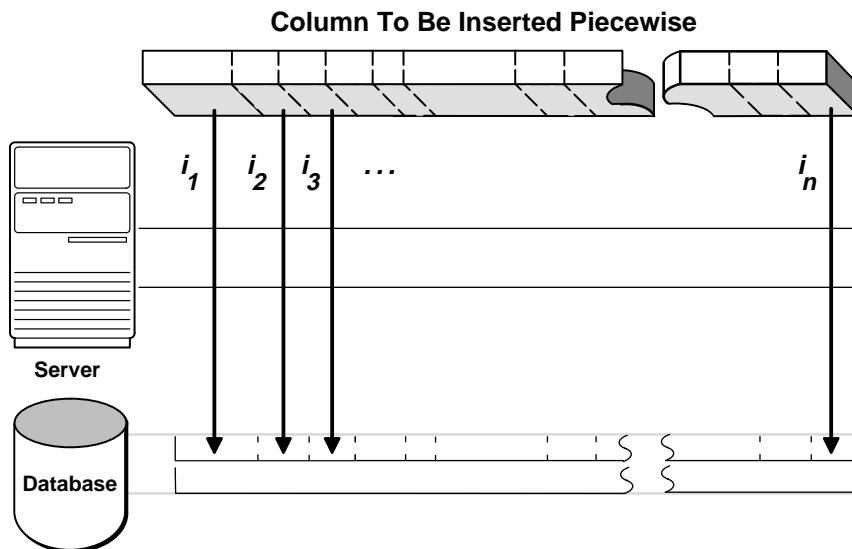 Column To Be Inserted Piecewise
i1 i2 i3 ... in
Server
Database